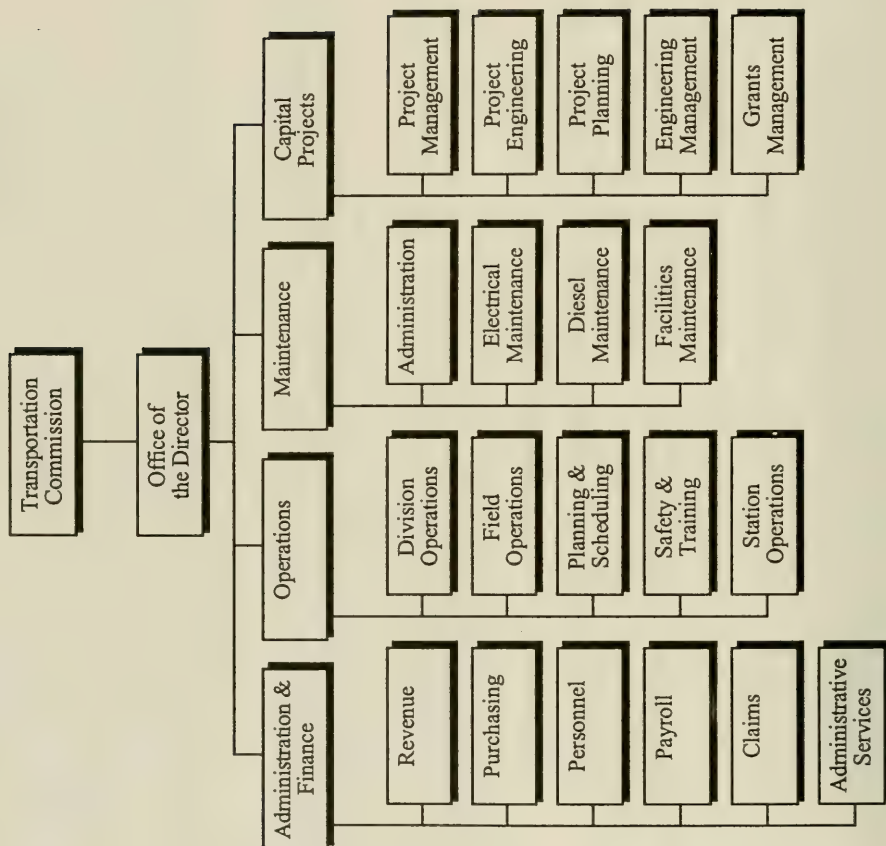 Transportation
Commission
Office of
the Director
Administration &
Finance
Revenue
Purchasing
Personnel
Payroll
Claims
Administrative
Services
Operations
Division
Operations
Field
Operations
Planning &
Scheduling
Safety &
Training
Station
Operations
Maintenance
Administration
Electrical
Maintenance
Diesel
Maintenance
Facilities
Maintenance
Capital
Projects
Project
Management
Project
Engineering
Project
Planning
Engineering
Management
Grants
Management